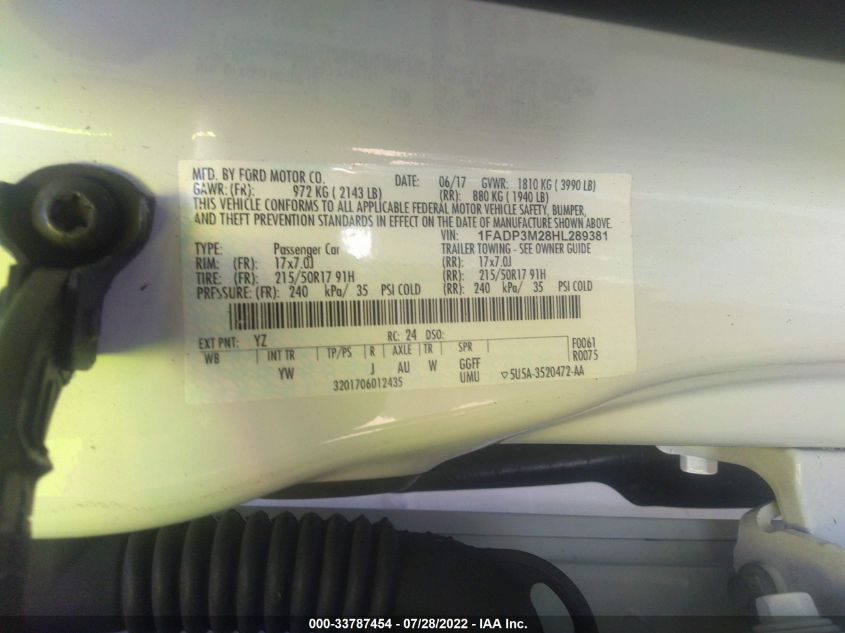 MFD. BY FORD MOTOR CO. DATE: 06/17 GVWR: 1810 KG ( 3990 LB)
GAWR: (FR): 972 KG ( 2143 LB) (RR): 880 KG ( 1940 LB)
THIS VEHICLE CONFORMS TO ALL APPLICABLE FEDERAL MOTOR VEHICLE SAFETY, BUMPER,
AND THEFT PREVENTION STANDARDS IN EFFECT ON THE DATE OF MANUFACTURE SHOWN ABOVE.
VIN: 1FADP3M28HL289381
TYPE: Passenger Car TRAILER TOWING - SEE OWNER GUIDE
RIM: (FR): 17x7.0J (RR): 17x7.0J
TIRE: (FR): 215/50R17 91H (RR): 215/50R17 91H
PRESSURE: (FR): 240 kPa/ 35 PSI COLD (RR): 240 kPa/ 35 PSI COLD
EXT PNT: YZ RC: 24 DSO: F0061
WB INT TR TP/PS R AXLE TR SPR R0075
YW J AU W GGFF
UMU
3201706012435 5U5A-3520472-AA
000-33787454 - 07/28/2022 - IAA Inc.